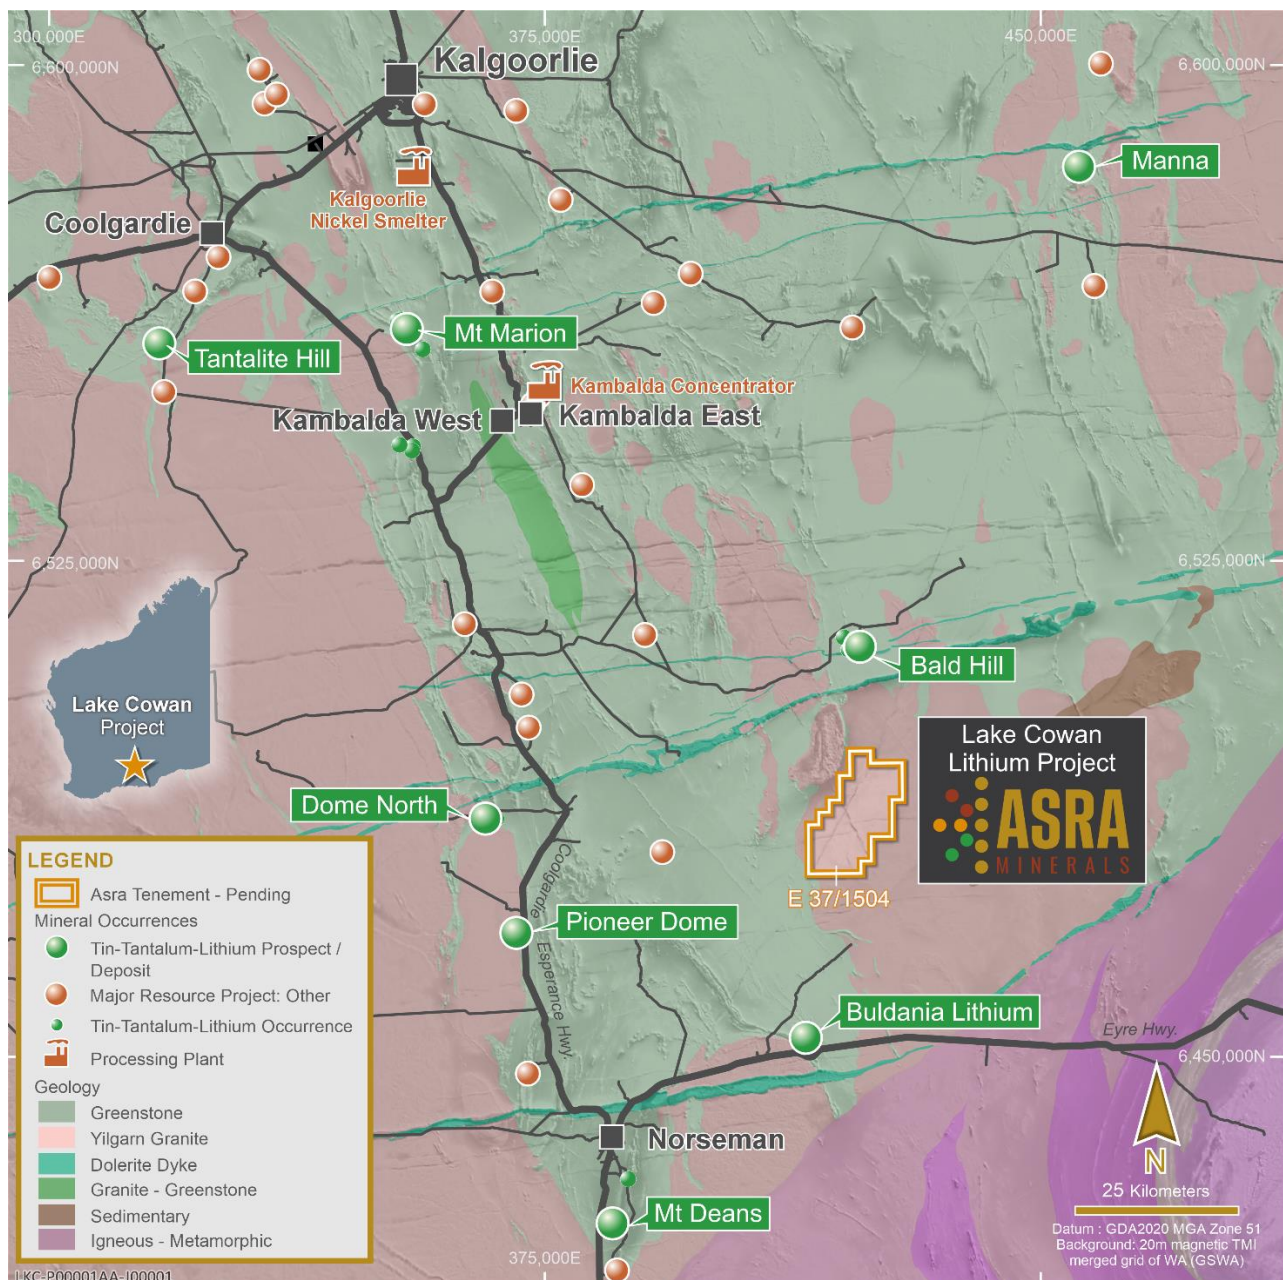 300,000E
375,000E
450,000E
6,600,000N
6,600,000N
Kalgoorlie
Manna
Kalgoorlie
Nickel Smelter
Coolgardie
Mt Marion
Tantalite Hill
Kambalda Concentrator
Kambalda West
Kambalda East
6,525,000N
6,525,000N
Bald Hill
Lake Cowan
Project
Lake Cowan
Lithium Project
ASRA
MINERALS
Dome North
E 37/1504
Coolgardie
Esperance Hwy.
Pioneer Dome
Buldania Lithium
Eyre Hwy.
6,450,000N
Norseman
Mt Deans
375,000E
N
25 Kilometers
Datum : GDA2020 MGA Zone 51
Background: 20m magnetic TMI
merged grid of WA (GSWA)
LEGEND
Asra Tenement - Pending
Mineral Occurrences
Tin-Tantalum-Lithium Prospect /
Deposit
Major Resource Project: Other
Tin-Tantalum-Lithium Occurrence
Processing Plant
Geology
Greenstone
Yilgarn Granite
Dolerite Dyke
Granite - Greenstone
Sedimentary
Igneous - Metamorphic
LKC-P00001AA-J00001